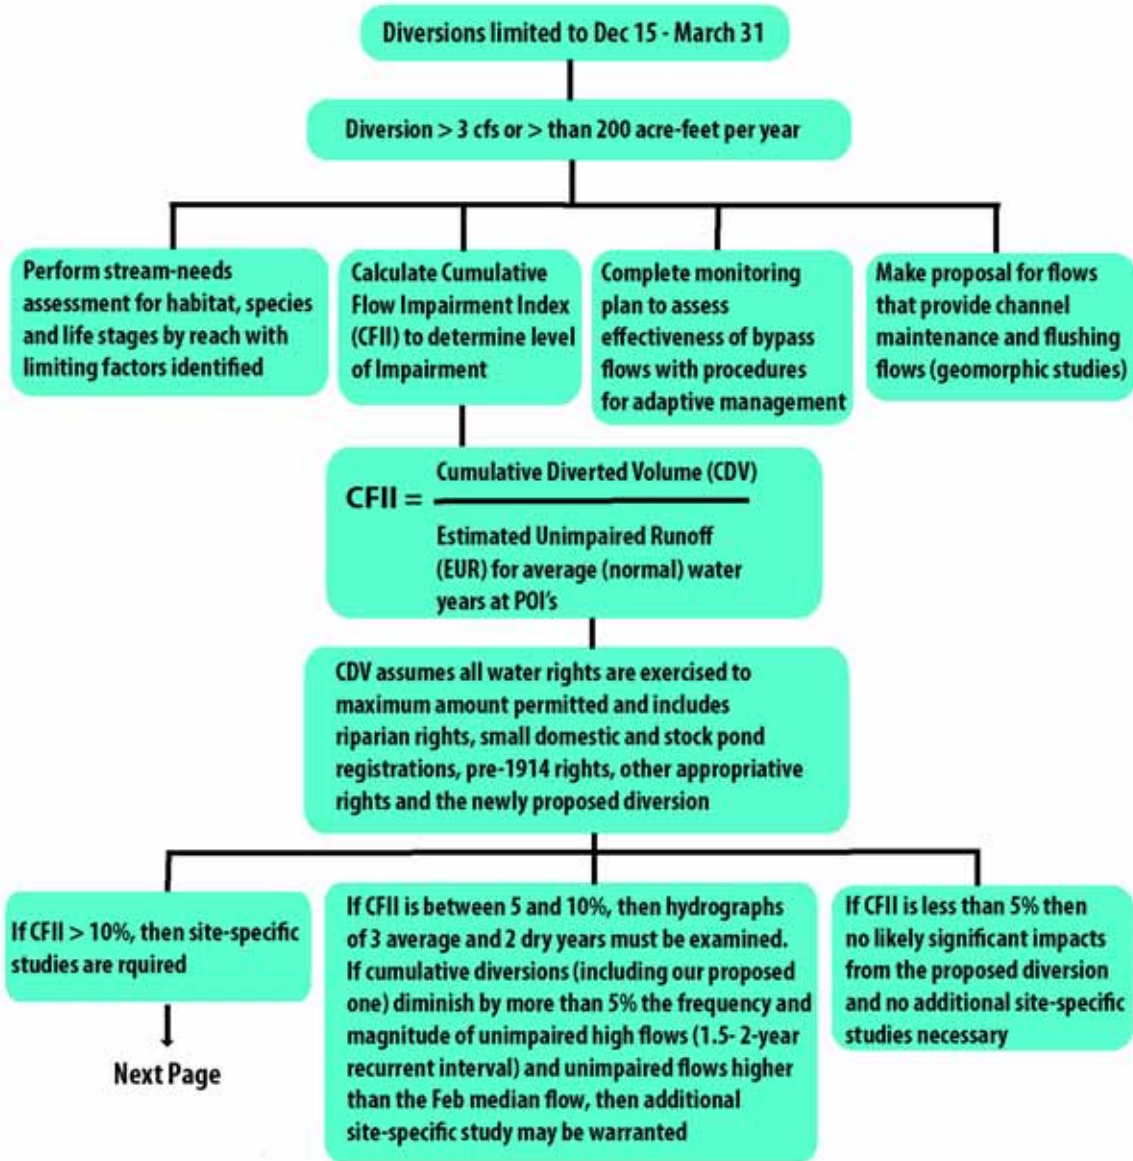 Diversions limited to Dec 15 - March 31
Diversion > 3 cfs or > than 200 acre-feet per year
Perform stream-needs
assessment for habitat, species
and life stages by reach with
limiting factors identified
Calculate Cumulative
Flow Impairment Index
(CFII) to determine level
of Impairment
Complete monitoring
plan to assess
effectiveness of bypass
flows with procedures
for adaptive management
Make proposal for flows
that provide channel
maintenance and flushing
flows (geomorphic studies)
CFII =
Cumulative Diverted Volume (CDV)
Estimated Unimpaired Runoff
(EUR) for average (normal) water
years at POI's
CDV assumes all water rights are exercised to
maximum amount permitted and includes
riparian rights, small domestic and stock pond
registrations, pre-1914 rights, other appropriative
rights and the newly proposed diversion
If CFII > 10%, then site-specific
studies are rquired
Next Page
If CFII is between 5 and 10%, then hydrographs
of 3 average and 2 dry years must be examined.
If cumulative diversions (including our proposed
one) diminish by more than 5% the frequency and
magnitude of unimpaired high flows (1.5- 2-year
recurrent interval) and unimpaired flows higher
than the Feb median flow, then additional
site-specific study may be warranted
If CFII is less than 5% then
no likely significant impacts
from the proposed diversion
and no additional site-specific
studies necessary